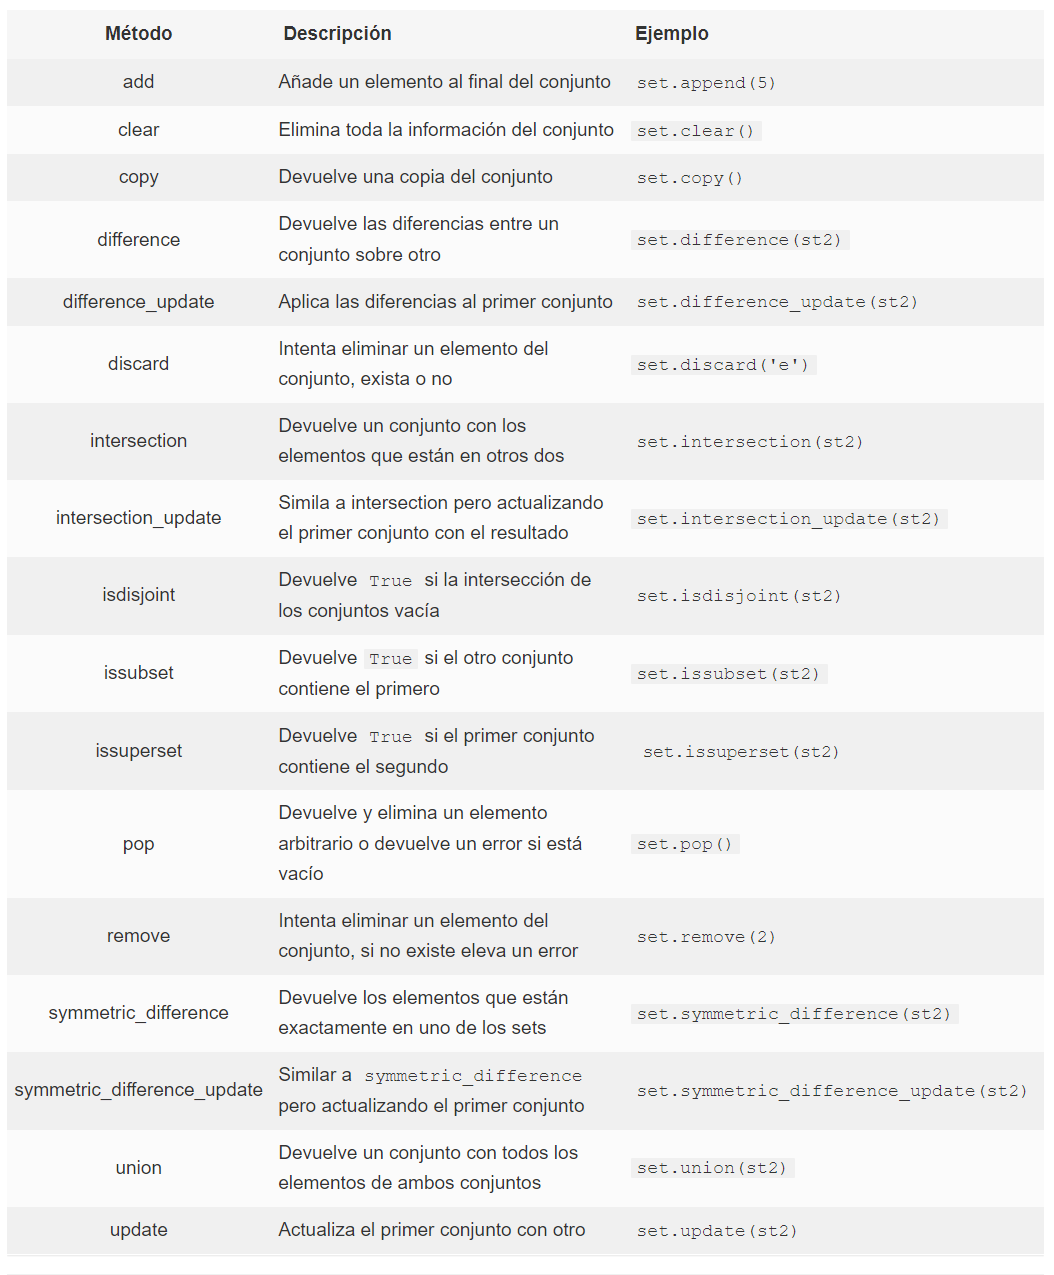 Método Descripción Ejemplo
add Añade un elemento al final del conjunto set.append(5)
clear Elimina toda la información del conjunto set.clear()
copy Devuelve una copia del conjunto set.copy()
difference Devuelve las diferencias entre un
conjunto sobre otro set.difference(st2)
difference_update Aplica las diferencias al primer conjunto set.difference_update(st2)
discard Intenta eliminar un elemento del
conjunto, exista o no set.discard('e')
intersection Devuelve un conjunto con los
elementos que están en otros dos set.intersection(st2)
intersection_update Simila a intersection pero actualizando
el primer conjunto con el resultado set.intersection_update(st2)
isdisjoint Devuelve True si la intersección de
los conjuntos vacía set.isdisjoint(st2)
issubset Devuelve True si el otro conjunto
contiene el primero set.issubset(st2)
issuperset Devuelve True si el primer conjunto
contiene el segundo set.issuperset(st2)
pop Devuelve y elimina un elemento
arbitrario o devuelve un error si está
vacío set.pop()
remove Intenta eliminar un elemento del
conjunto, si no existe eleva un error set.remove(2)
symmetric_difference Devuelve los elementos que están
exactamente en uno de los sets set.symmetric_difference(st2)
symmetric_difference_update Similar a symmetric_difference
pero actualizando el primer conjunto set.symmetric_difference_update(st2)
union Devuelve un conjunto con todos los
elementos de ambos conjuntos set.union(st2)
update Actualiza el primer conjunto con otro set.update(st2)